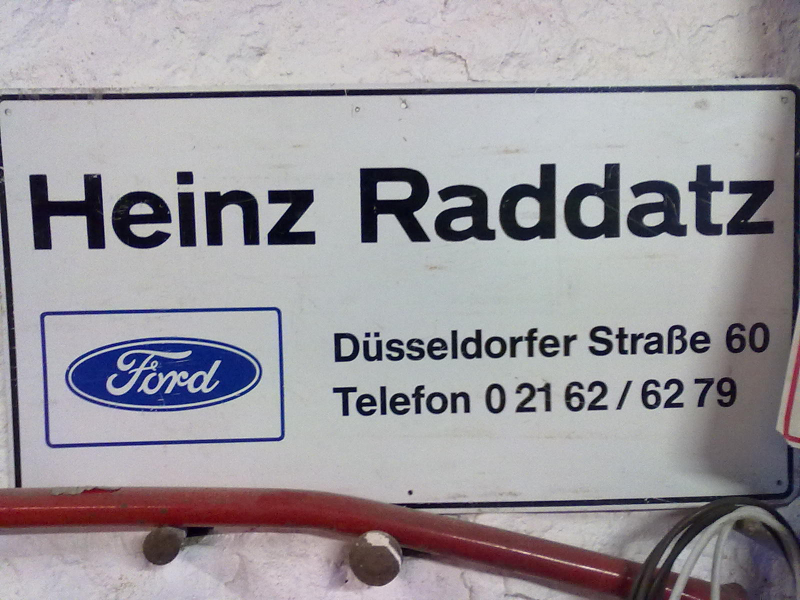 Heinz Raddatz
Ford
Düsseldorfer Straße 60
Telefon 0 21 62 / 62 79